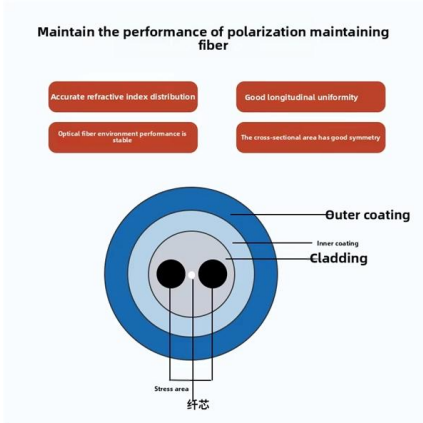 Maintain the performance of polarization maintaining
fiber
Accurate refractive index distribution
Good longitudinal uniformity
Optical fiber environment performance is
stable
The cross-sectional area has good symmetry
Outer coating
Inner coating
Cladding
Stress area
纤芯